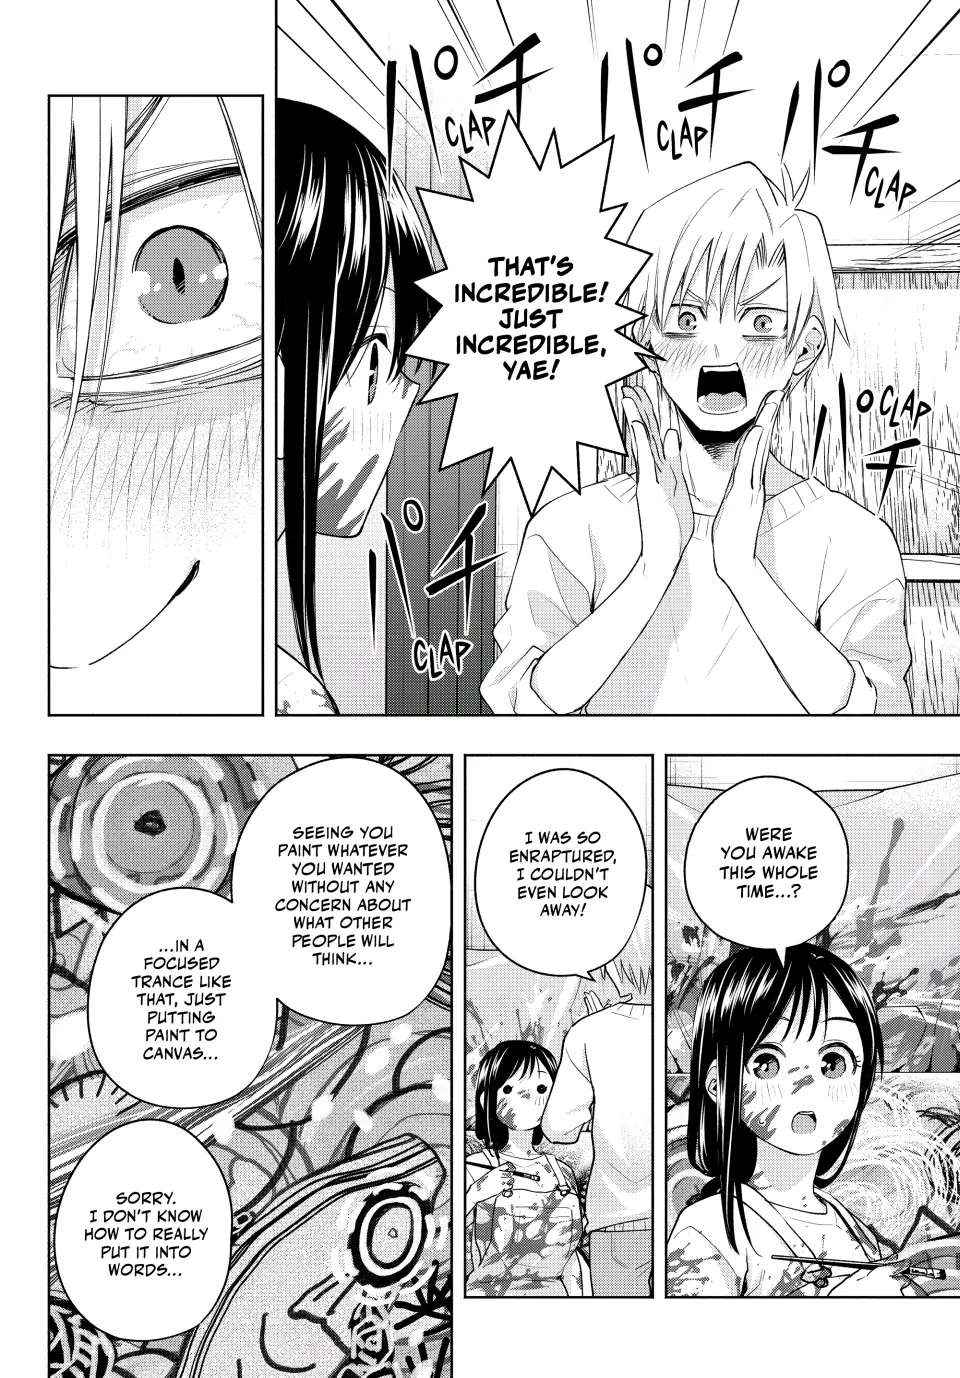 パチ
CLAP
パチ
CLAP
パチ
CLAP
THAT'S
INCREDIBLE!
JUST
INCREDIBLE,
YAE!
パチ
CLAP
パチ
CLAP
WERE
YOU AWAKE
THIS WHOLE
TIME...?
I WAS SO
ENRAPTURED,
I COULDN'T
EVEN LOOK
AWAY!
SEEING YOU
PAINT WHATEVER
YOU WANTED
WITHOUT ANY
CONCERN ABOUT
WHAT OTHER
PEOPLE WILL
THINK...
...IN A
FOCUSED
TRANCE LIKE
THAT, JUST
PUTTING
PAINT TO
CANVAS...
SORRY.
I DON'T KNOW
HOW TO REALLY
PUT IT INTO
WORDS...